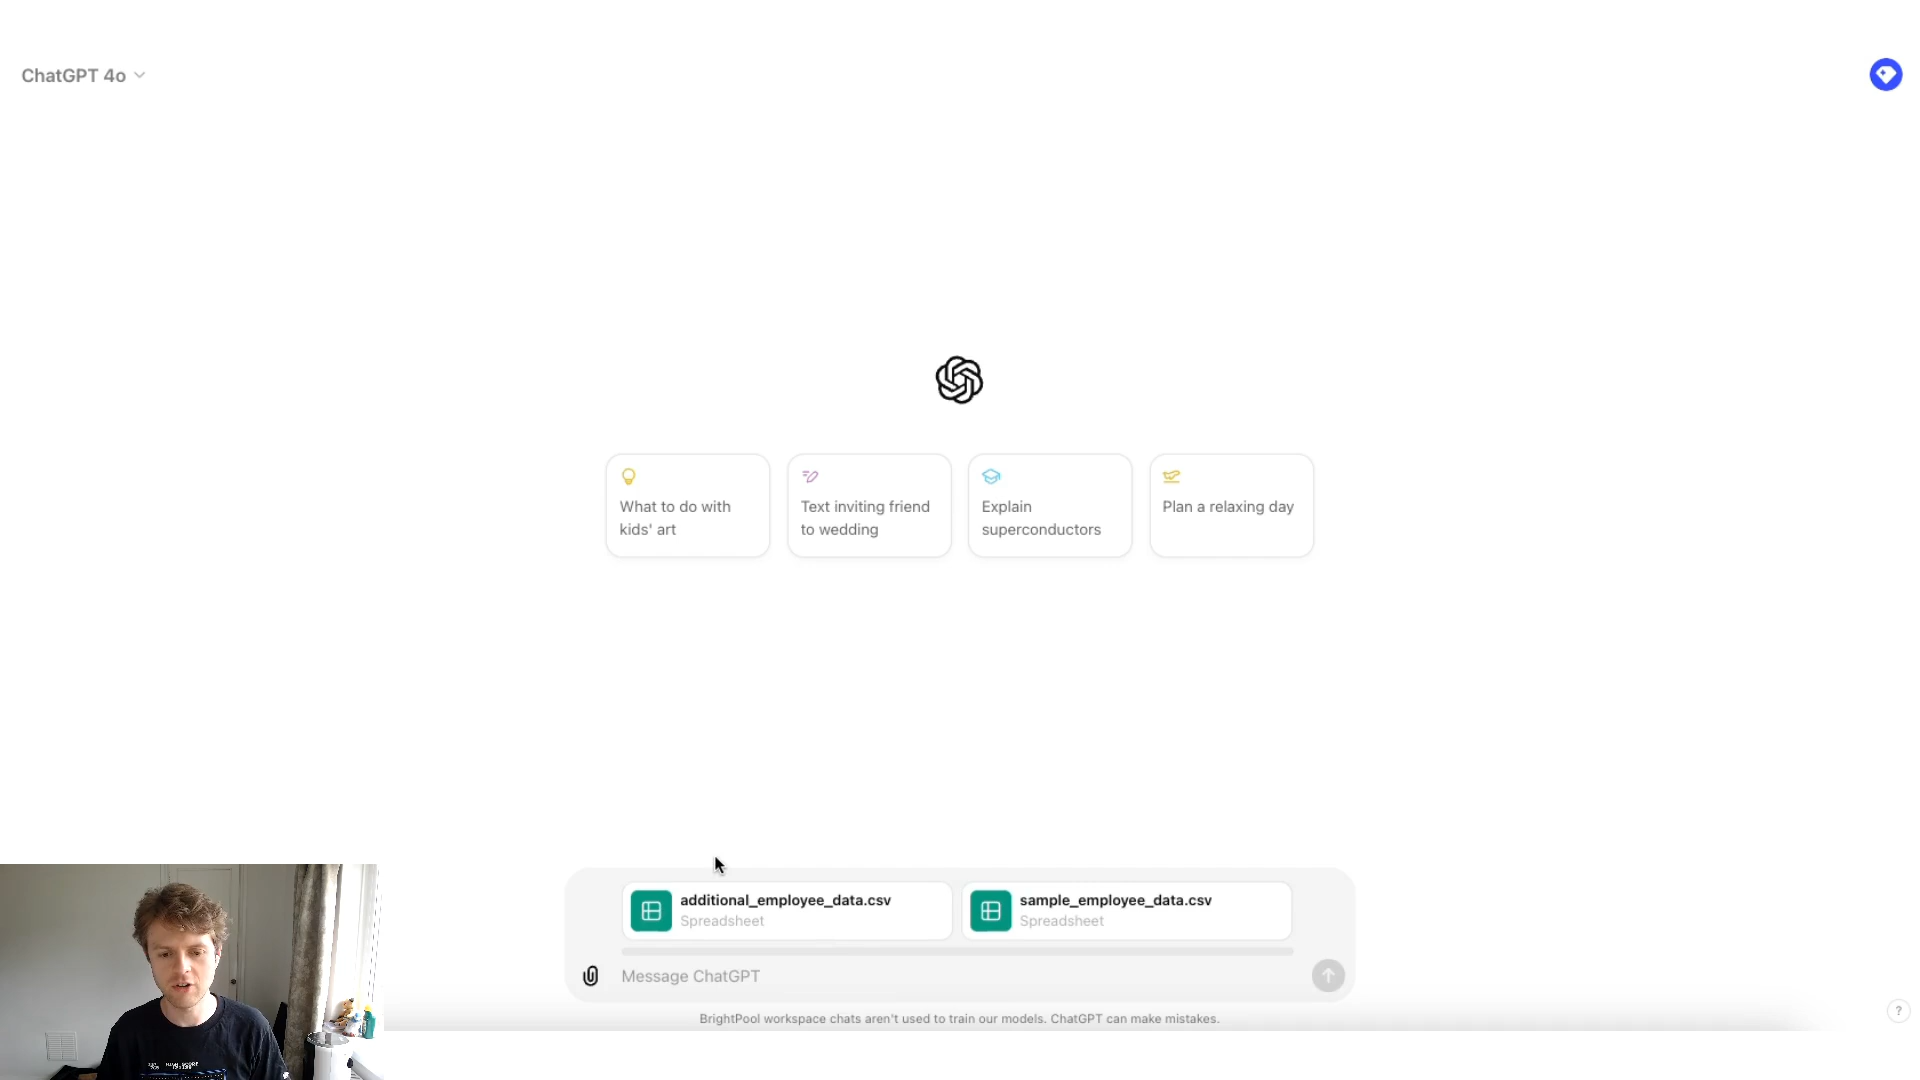 ChatGPT 4o
What to do with
kids' art
Text inviting friend
to wedding
Explain
superconductors
Plan a relaxing day
additional_employee_data.csv
Spreadsheet
sample_employee_data.csv
Spreadsheet
Message ChatGPT
BrightPool workspace chats aren't used to train our models. ChatGPT can make mistakes.
?